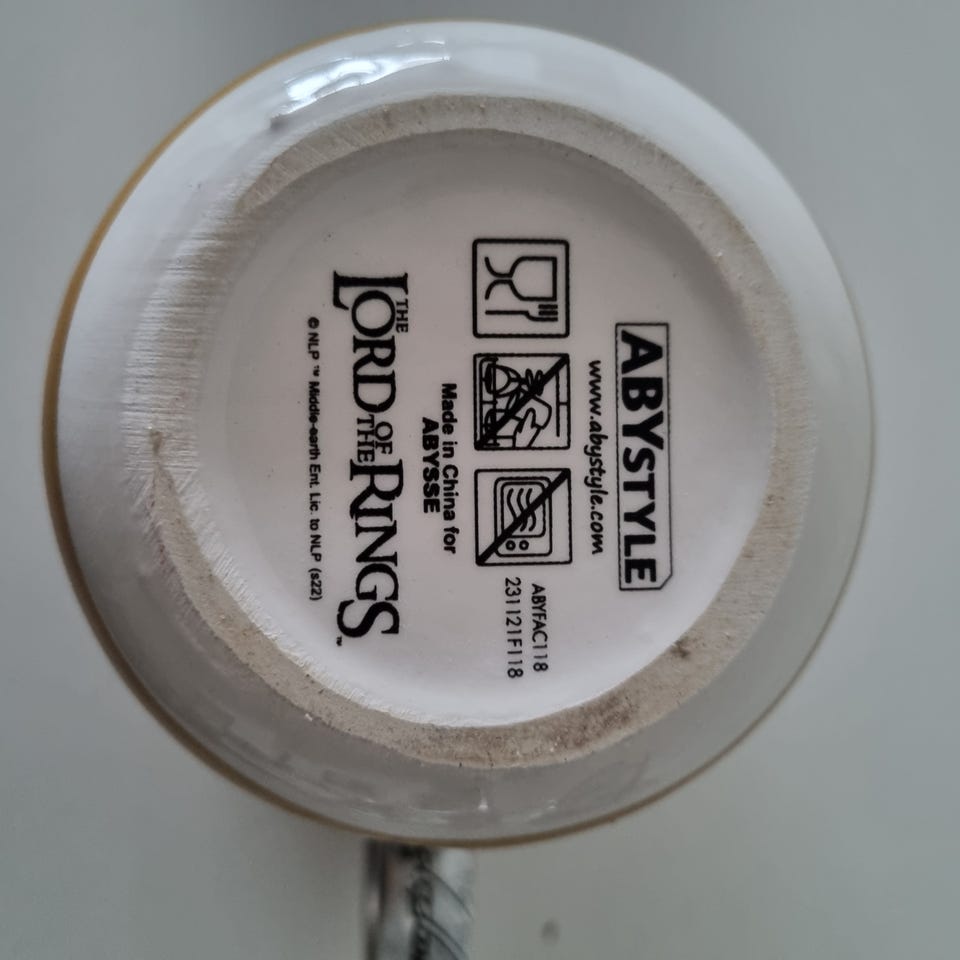 ABYSTYLE
www.abystyle.com
ABYFAC118
231121F118
Made in China for
ABYSSE
THE LORD OF THE RINGS™
© NLP ™ Middle-earth Ent. Lic. to NLP (s22)